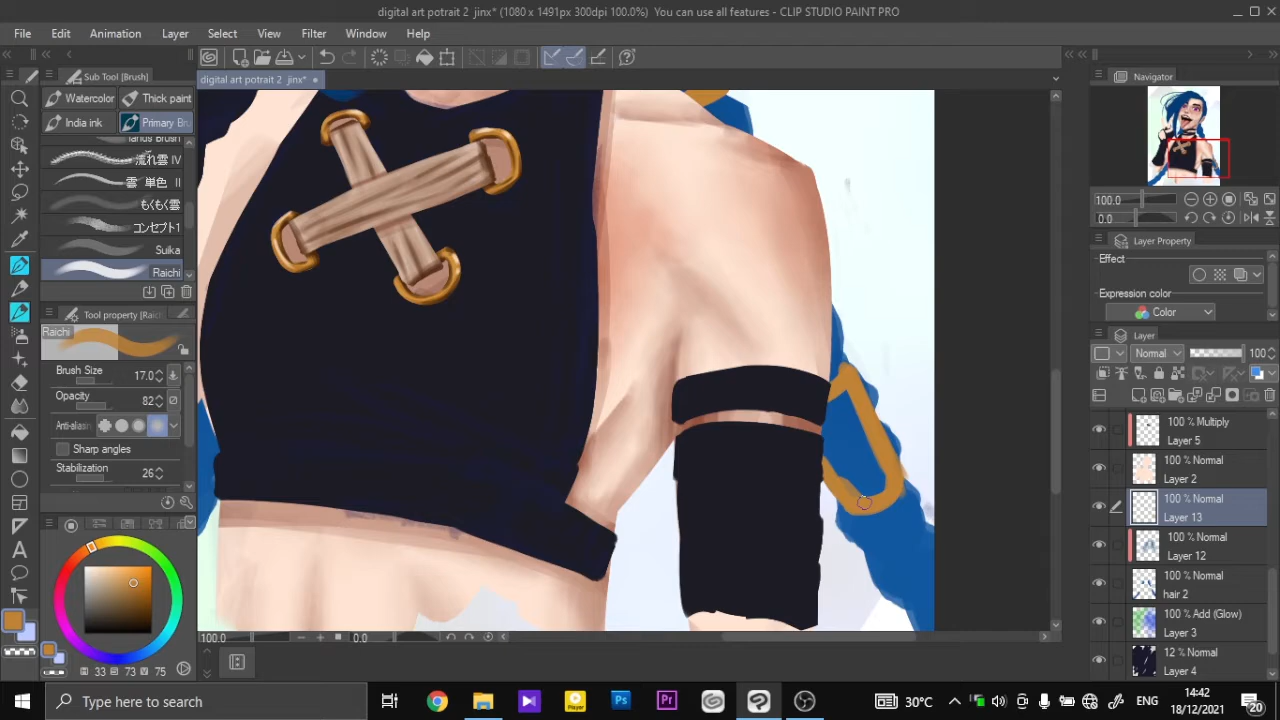 digital art potrait 2 jinx* (1080 x 1491px 300dpi 100.0%) You can use all features - CLIP STUDIO PAINT PRO
File Edit Animation Layer Select View Filter Window Help
Sub Tool [Brush]
digital art potrait 2 jinx*
Navigator
Watercolor
Thick paint
India ink
Primary Bru
流れ雲 IV
雲 単色 II
もくもく雲
コンセプト1
Suika
Raichi
Tool property [Raich
Raichi
Brush Size 17.0
Opacity 82
Anti-aliasin
Sharp angles
Stabilization 26
33 73 75
100.0
0.0
100.0
0.0
Layer Property
Effect
Expression color
Color
Layer
Normal 100
100 % Multiply
Layer 5
100 % Normal
Layer 2
100 % Normal
Layer 13
100 % Normal
Layer 12
100 % Normal
hair 2
100 % Add (Glow)
Layer 3
12 % Normal
Layer 4
Type here to search
Player
Ps
Pr
30°C
ENG
14:42
18/12/2021
20